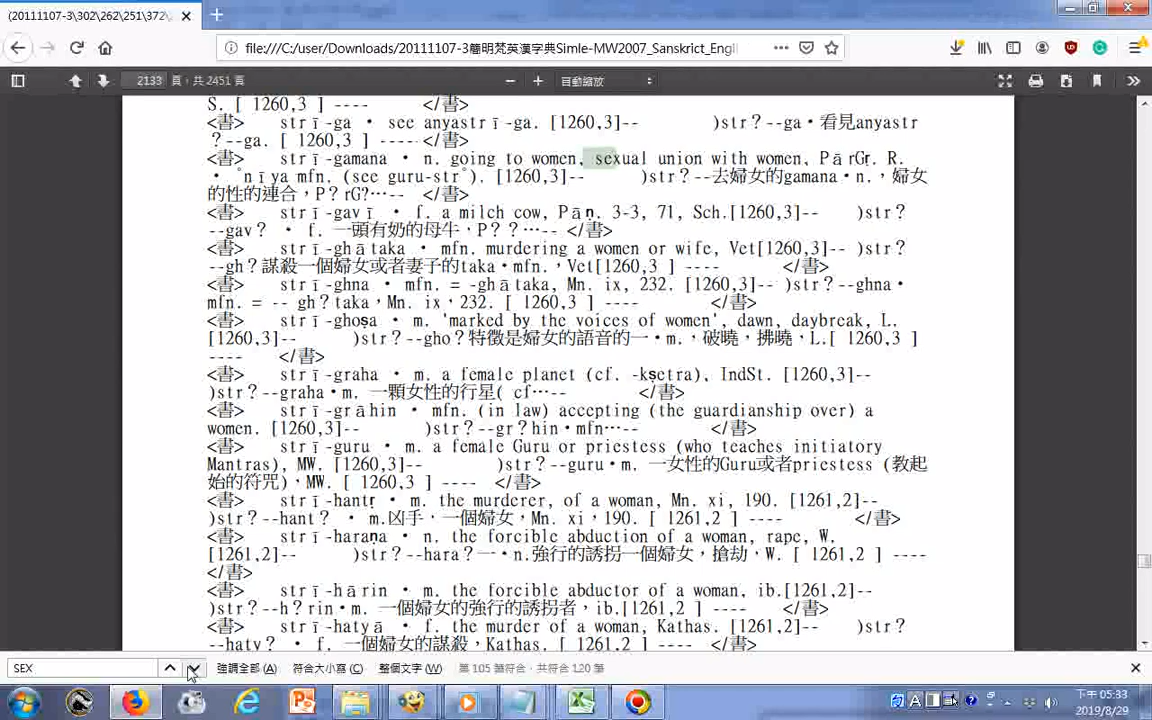 (20111107-3\302\262\251\372\
file:///C:/user/Downloads/20111107-3簡明梵英漢字典Simle-MW2007_Sanskrict_Engl
2133 頁，共 2451 頁
自動縮放
S. [ 1260,3 ] ---- </書>
<書> strī-ga • see anyastrī-ga. [1260,3]-- )str？--ga•看見anyastr
？--ga. [ 1260,3 ] ---- </書>
<書> strī-gamana • n. going to women, sexual union with women, PārGṛ. R.
• °nīya mfn. (see guru-str°). [1260,3]-- )str？--去婦女的gamana•n.，婦女
的性的連合，P？rG?…-- </書>
<書> strī-gavī • f. a milch cow, Pāṇ. 3-3, 71, Sch.[1260,3]-- )str？
--gav？ • f. 一頭有奶的母牛，P？？…-- </書>
<書> strī-ghātaka • mfn. murdering a women or wife, Vet[1260,3]-- )str？
--gh？謀殺一個婦女或者妻子的taka•mfn.，Vet[1260,3 ] ---- </書>
<書> strī-ghna • mfn. = -ghātaka, Mn. ix, 232. [1260,3]-- )str？--ghna•
mfn. = -- gh？taka，Mn. ix，232. [ 1260,3 ] ---- </書>
<書> strī-ghoṣa • m. 'marked by the voices of women', dawn, daybreak, L.
[1260,3]-- )str？--gho？特徵是婦女的語音的一•m.，破曉，拂曉，L.[ 1260,3 ]
---- </書>
<書> strī-graha • m. a female planet (cf. -kṣetra), IndSt. [1260,3]--
)str？--graha•m. 一顆女性的行星( cf…-- </書>
<書> strī-grāhin • mfn. (in law) accepting (the guardianship over) a
women. [1260,3]-- )str？--gr？hin•mfn…-- </書>
<書> strī-guru • m. a female Guru or priestess (who teaches initiatory
Mantras), MW. [1260,3]-- )str？--guru•m. 一女性的Guru或者priestess (教起
始的符咒)，MW. [ 1260,3 ] ---- </書>
<書> strī-hantṛ • m. the murderer, of a woman, Mn. xi, 190. [1261,2]--
)str？--hant？ • m.凶手，一個婦女，Mn. xi，190. [ 1261,2 ] ---- </書>
<書> strī-haraṇa • n. the forcible abduction of a woman, rape, W.
[1261,2]-- )str？--hara？一•n.強行的誘拐一個婦女，搶劫，W. [ 1261,2 ] ----
</書>
<書> strī-hārin • m. the forcible abductor of a woman, ib.[1261,2]--
)str？--h？rin•m. 一個婦女的強行的誘拐者，ib.[1261,2 ] ---- </書>
<書> strī-hatyā • f. the murder of a woman, Kathas. [1261,2]-- )str？
--haty？ • f. 一個婦女的謀殺，Kathas. [ 1261,2 ] ---- </書>
SEX
強調全部 (A) 符合大小寫 (C) 整個文字 (W) 第 105 筆符合，共符合 120 筆
下午 05:33
2019/8/29